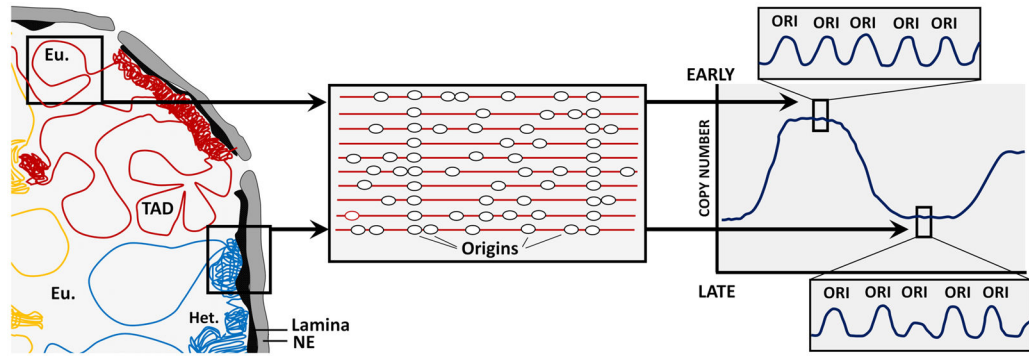 Eu.
TAD
Eu.
Het.
Lamina
NE
Origins
ORI ORI ORI ORI ORI
EARLY
COPY NUMBER
LATE
ORI ORI ORI ORI ORI